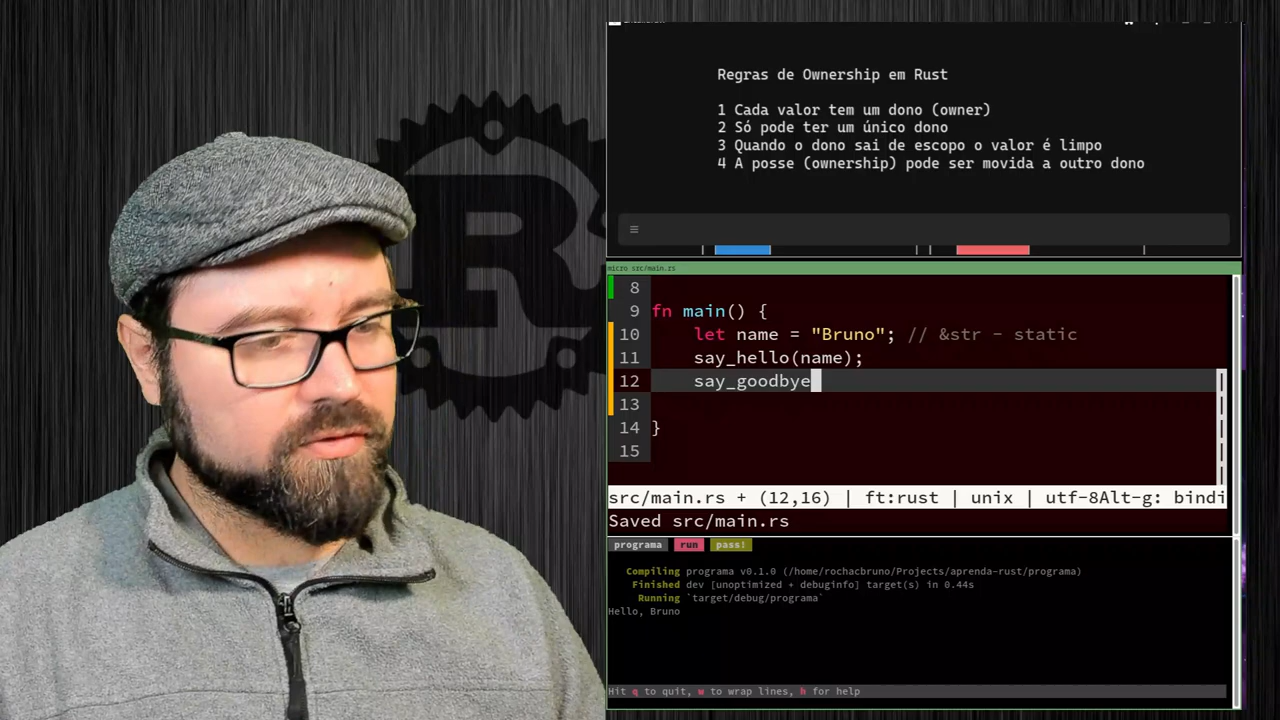 Regras de Ownership em Rust
1 Cada valor tem um dono (owner)
2 Só pode ter um único dono
3 Quando o dono sai de escopo o valor é limpo
4 A posse (ownership) pode ser movida a outro dono
R
micro src/main.rs
8
9 fn main() {
10 let name = "Bruno"; // &str - static
11 say_hello(name);
12 say_goodbye
13
14 }
15
src/main.rs + (12,16) | ft:rust | unix | utf-8Alt-g: bindi
Saved src/main.rs
programa run pass!
Compiling programa v0.1.0 (/home/rochacbruno/Projects/aprenda-rust/programa)
Finished dev [unoptimized + debuginfo] target(s) in 0.44s
Running `target/debug/programa`
Hello, Bruno
Hit q to quit, w to wrap lines, h for help